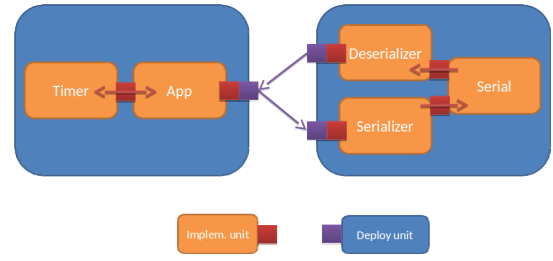 Deserializer
Timer
App
Serial
Serializer
Implem. unit
Deploy unit